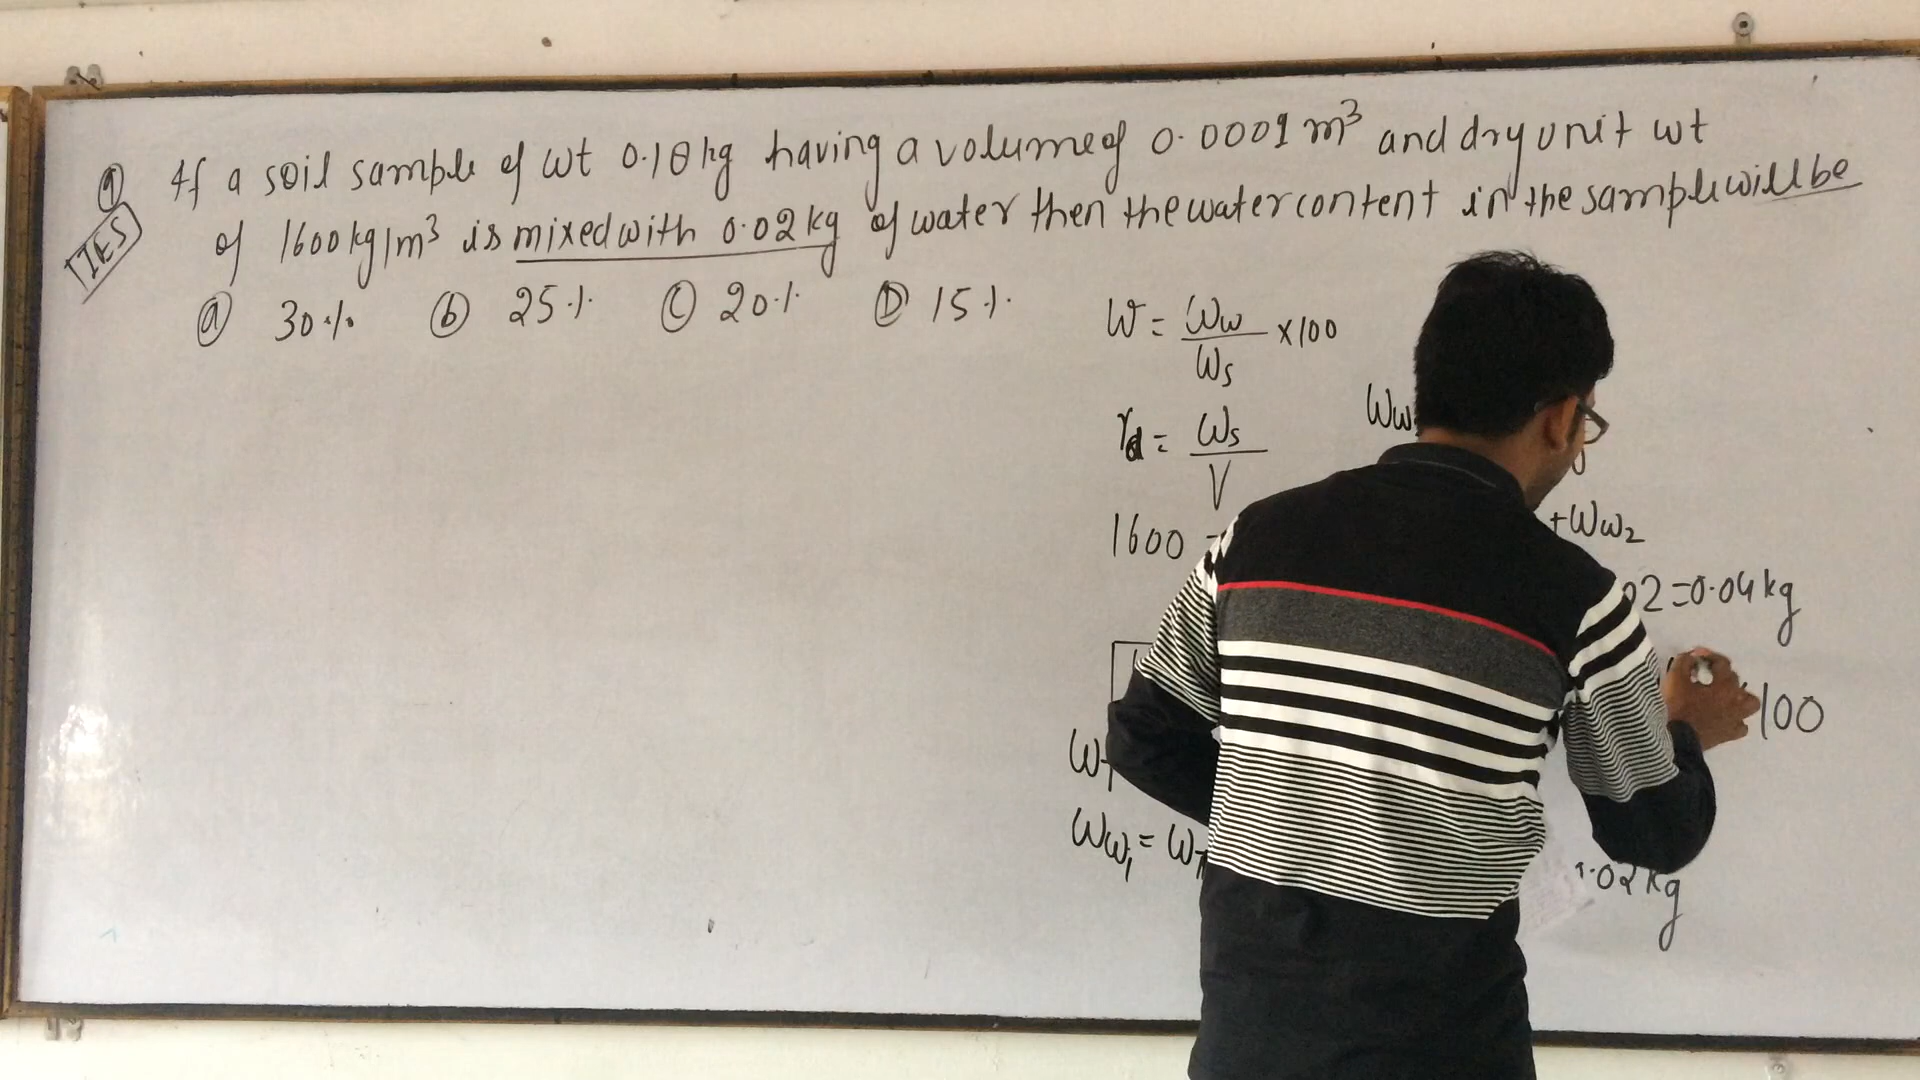 Q If a soil sample of wt 0.18 kg having a volume of 0.0001 m³ and dry unit wt
IES
of 1600 kg/m³ is mixed with 0.02 kg of water then the water content in the sample will be
(a) 30% (b) 25% (C) 20% (D) 15%
W = Ww/Ws ×100
γd = Ws/V
Ww
1600
+Ww₂
02 = 0.04 kg
100
WT
Ww₁ = WT
.02 kg